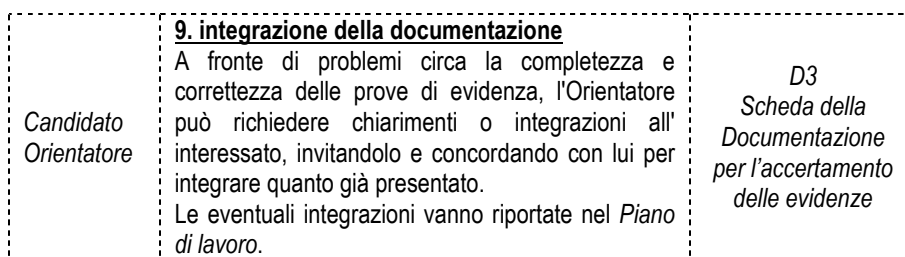 Candidato
Orientatore
9. integrazione della documentazione
A fronte di problemi circa la completezza e
correttezza delle prove di evidenza, l'Orientatore
può richiedere chiarimenti o integrazioni all'
interessato, invitandolo e concordando con lui per
integrare quanto già presentato.
Le eventuali integrazioni vanno riportate nel Piano
di lavoro.
D3
Scheda della
Documentazione
per l'accertamento
delle evidenze